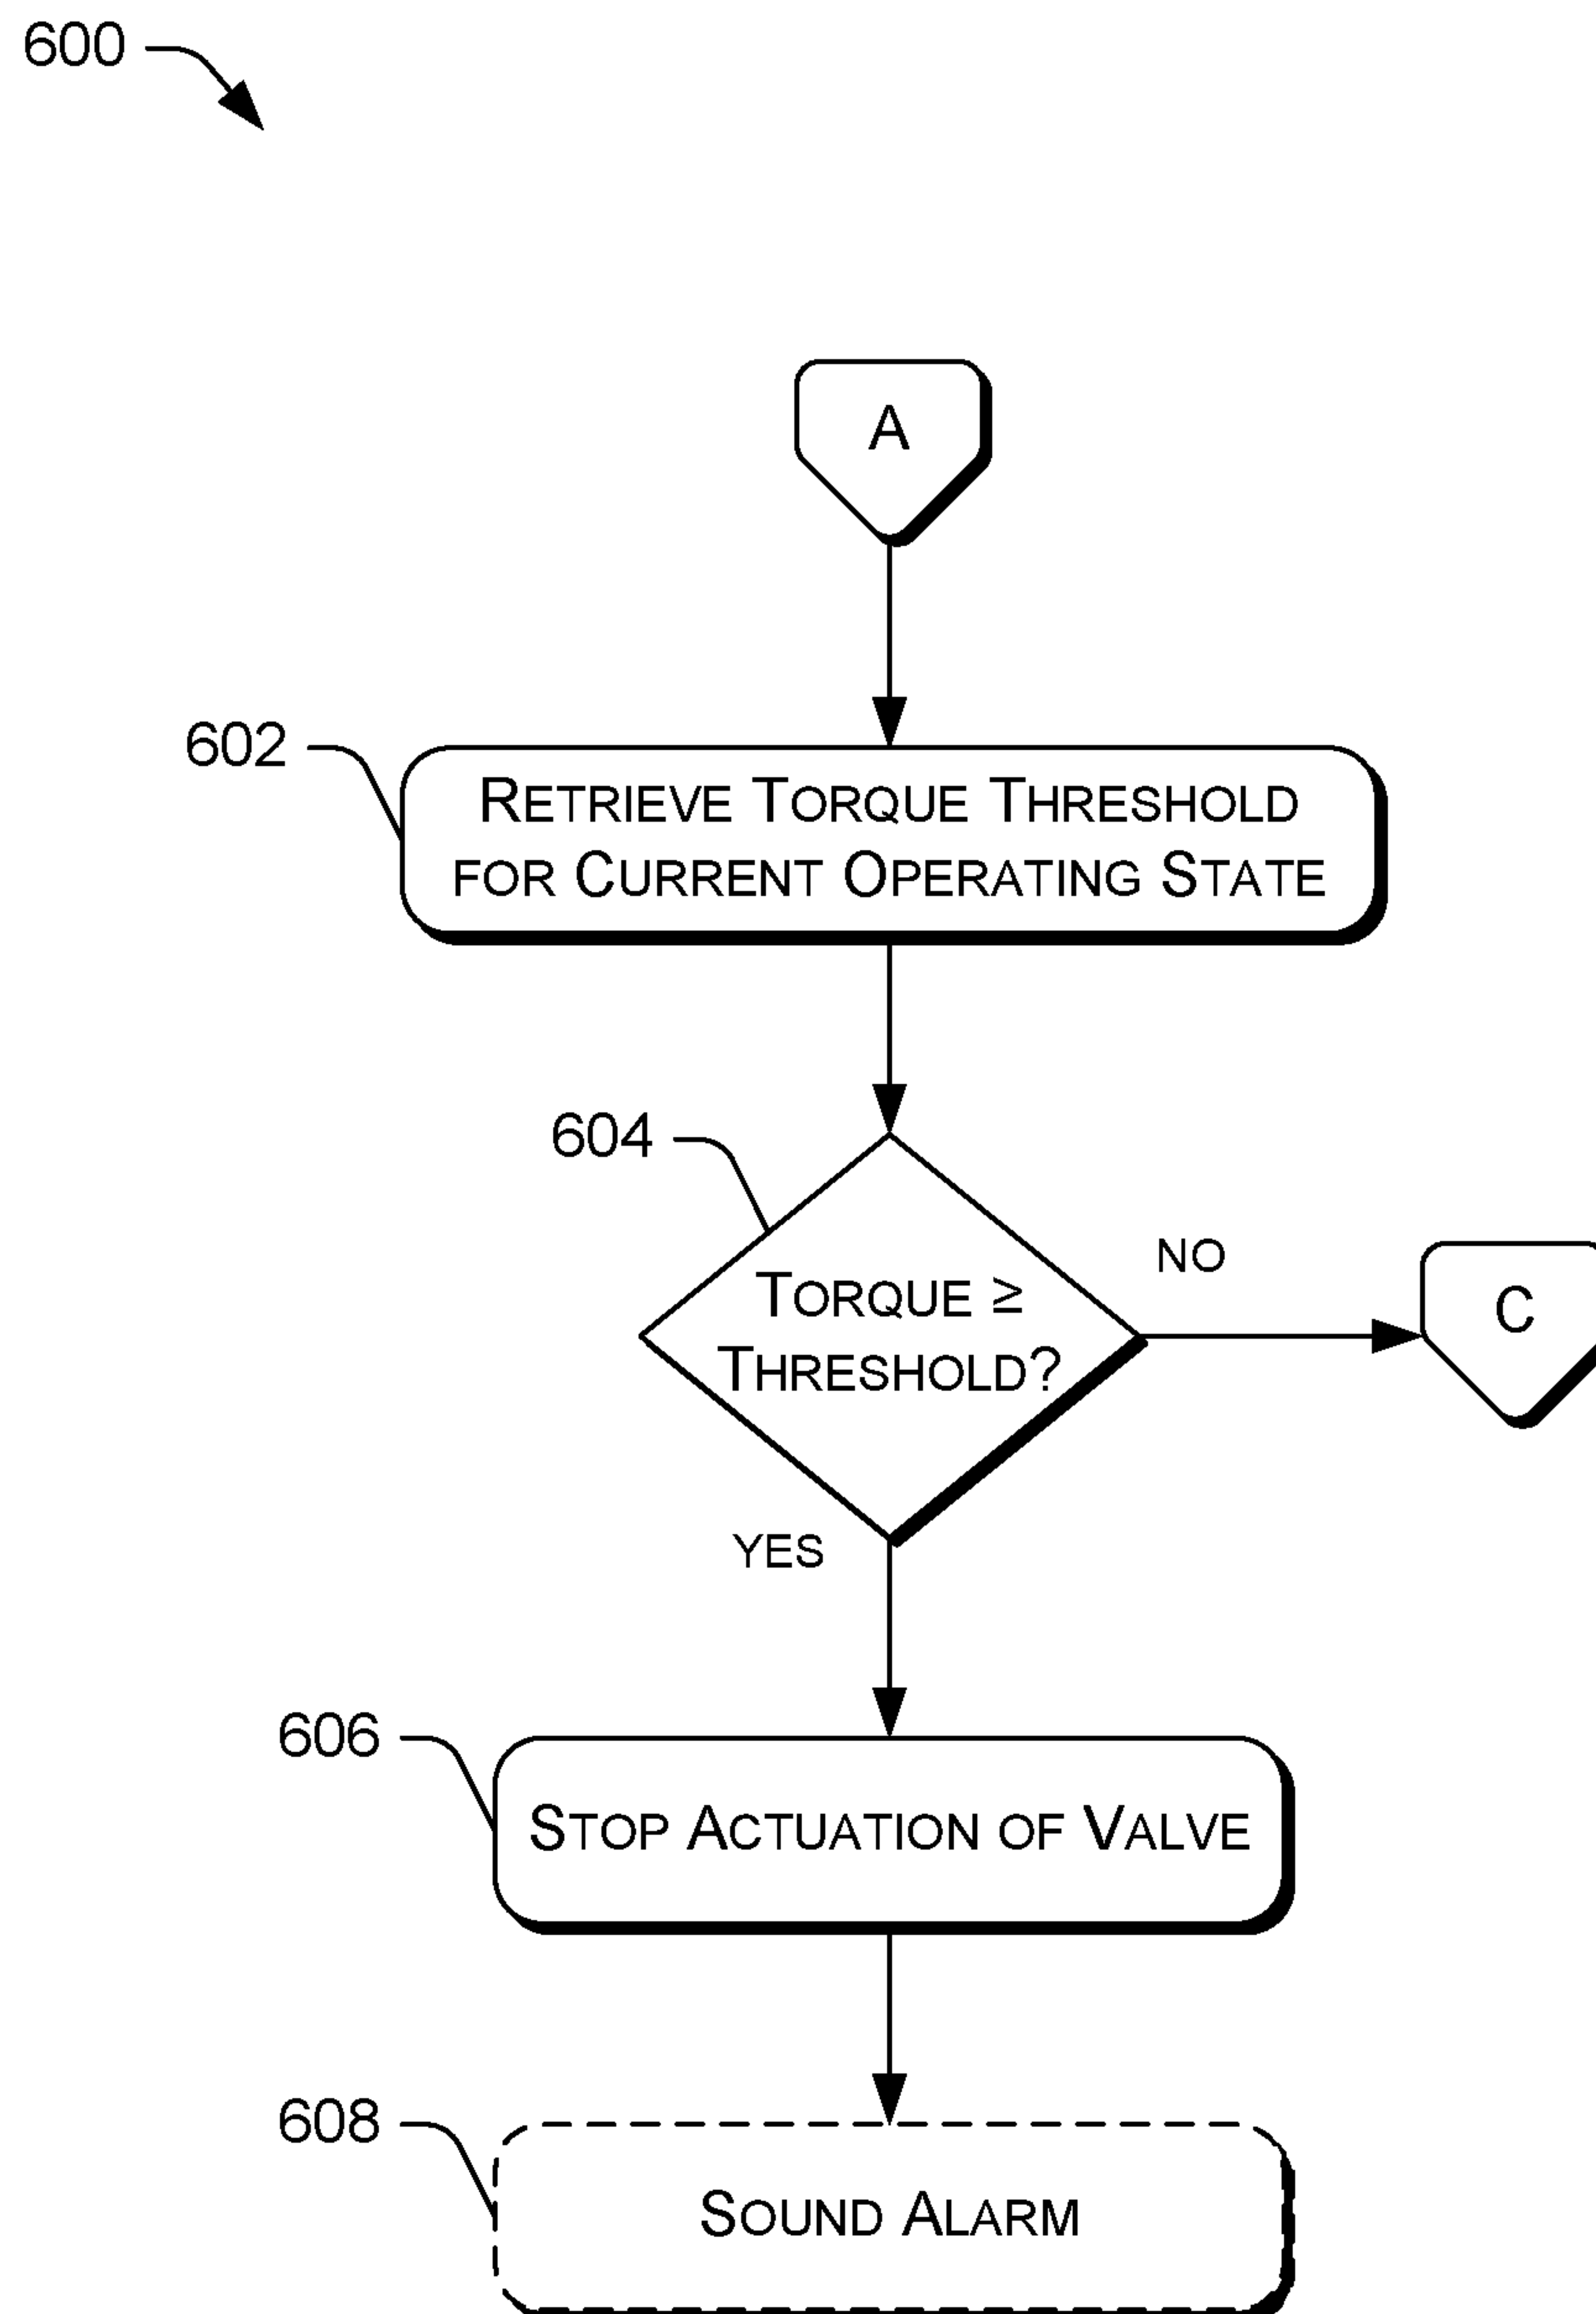 600
A
602
RETRIEVE TORQUE THRESHOLD
FOR CURRENT OPERATING STATE
604
TORQUE ≥
THRESHOLD?
NO
C
YES
606
STOP ACTUATION OF VALVE
608
SOUND ALARM